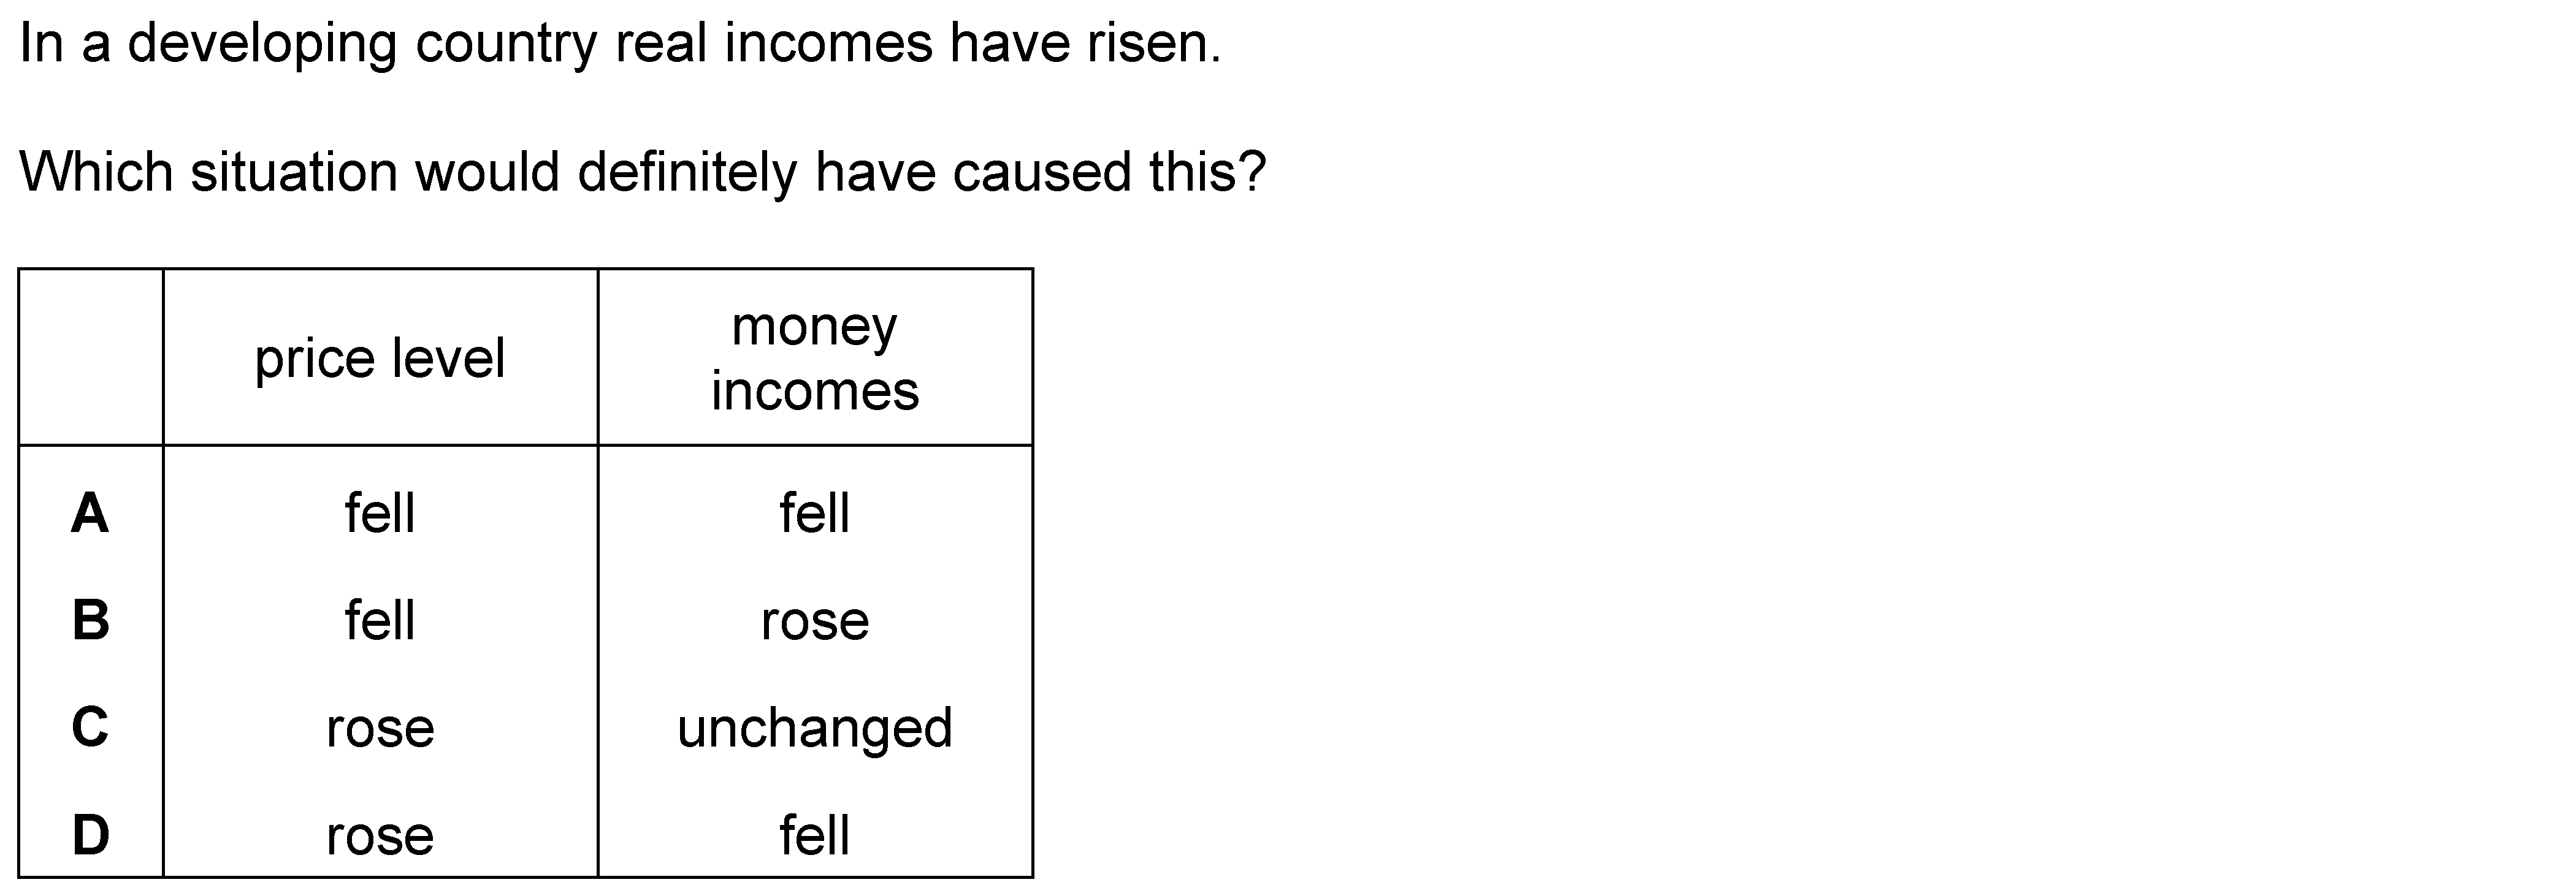 In a developing country real incomes have risen.
Which situation would definitely have caused this?
price level money incomes
A fell fell
B fell rose
C rose unchanged
D rose fell